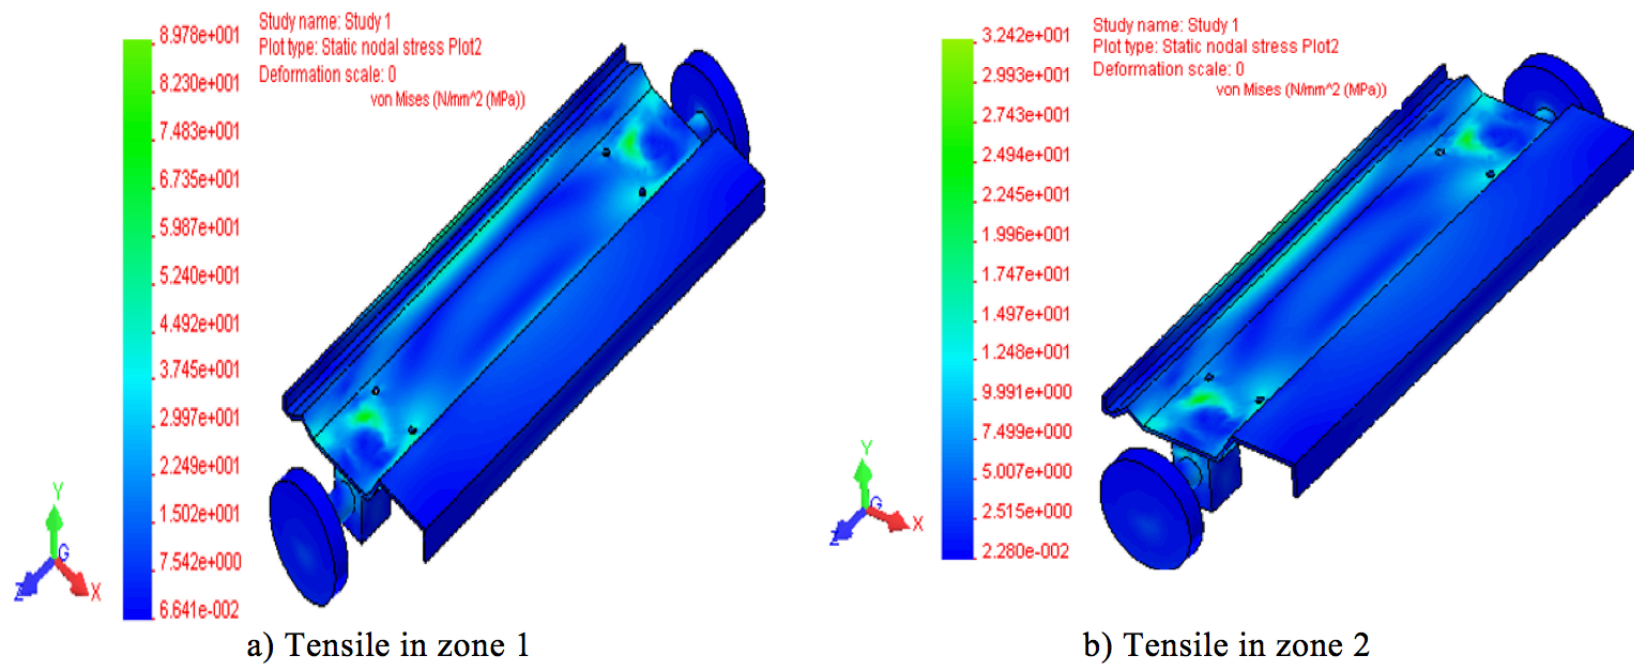 Study name: Study 1
Plot type: Static nodal stress Plot2
Deformation scale: 0
von Mises (N/mm^2 (MPa))
8.978e+001
8.230e+001
7.483e+001
6.735e+001
5.987e+001
5.240e+001
4.492e+001
3.745e+001
2.997e+001
2.249e+001
1.502e+001
7.542e+000
6.641e-002
Y
G
Z
X
a) Tensile in zone 1
Study name: Study 1
Plot type: Static nodal stress Plot2
Deformation scale: 0
von Mises (N/mm^2 (MPa))
3.242e+001
2.993e+001
2.743e+001
2.494e+001
2.245e+001
1.996e+001
1.747e+001
1.497e+001
1.248e+001
9.991e+000
7.499e+000
5.007e+000
2.515e+000
2.280e-002
Y
G
Z
X
b) Tensile in zone 2